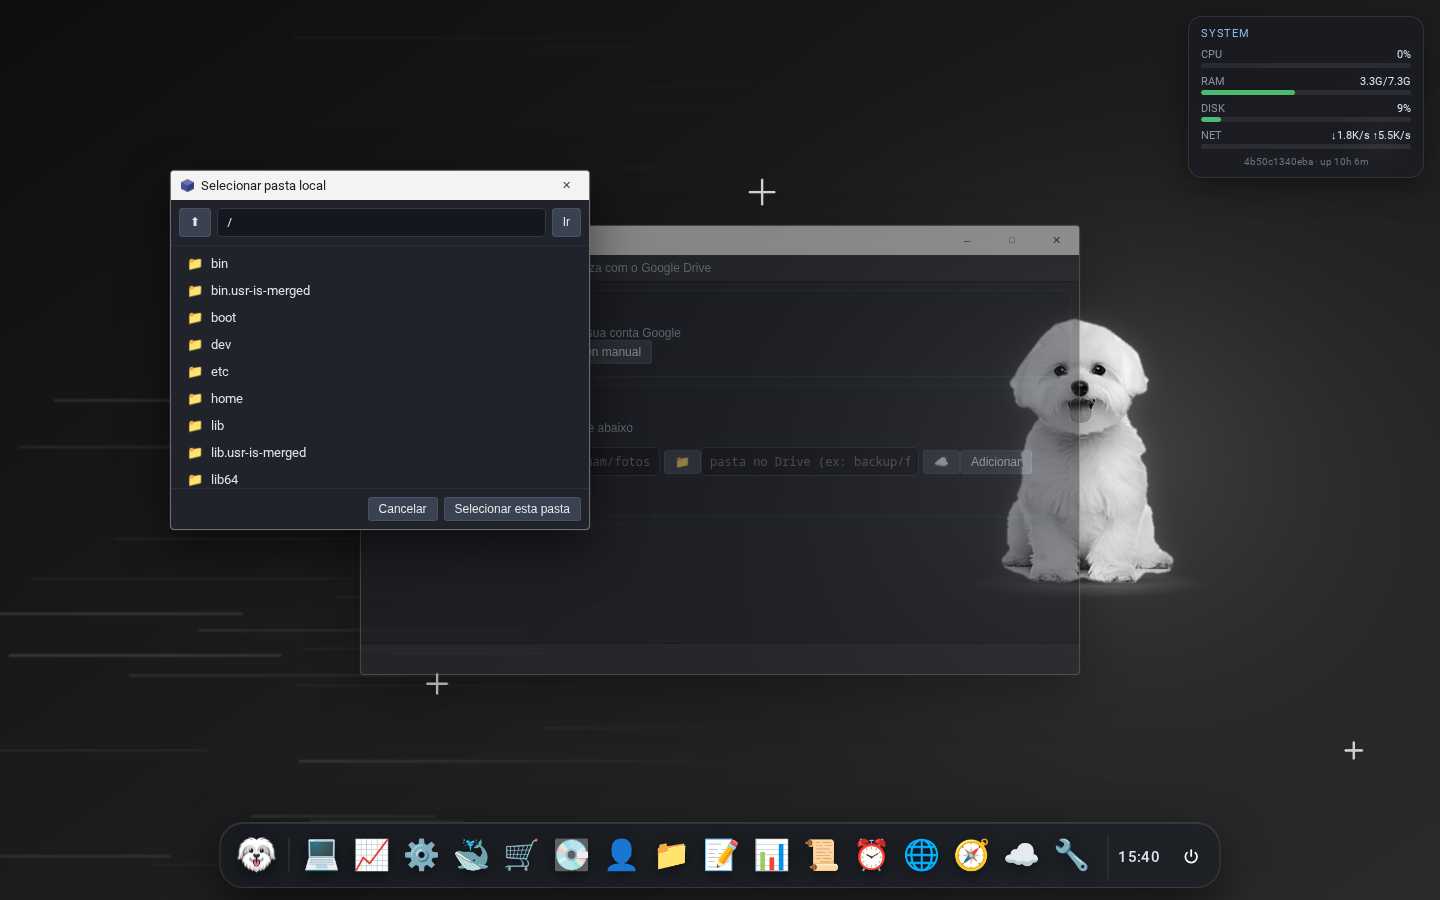 SYSTEM
CPU 0%
RAM 3.3G/7.3G
DISK 9%
NET ↓1.8K/s ↑5.5K/s
4b50c1340eba · up 10h 6m
Selecionar pasta local
/
Ir
bin
bin.usr-is-merged
boot
dev
etc
home
lib
lib.usr-is-merged
lib64
Cancelar
Selecionar esta pasta
com o Google Drive
sua conta Google
manual
abaixo
/fotos
pasta no Drive (ex: backup/f
Adicionar
15:40